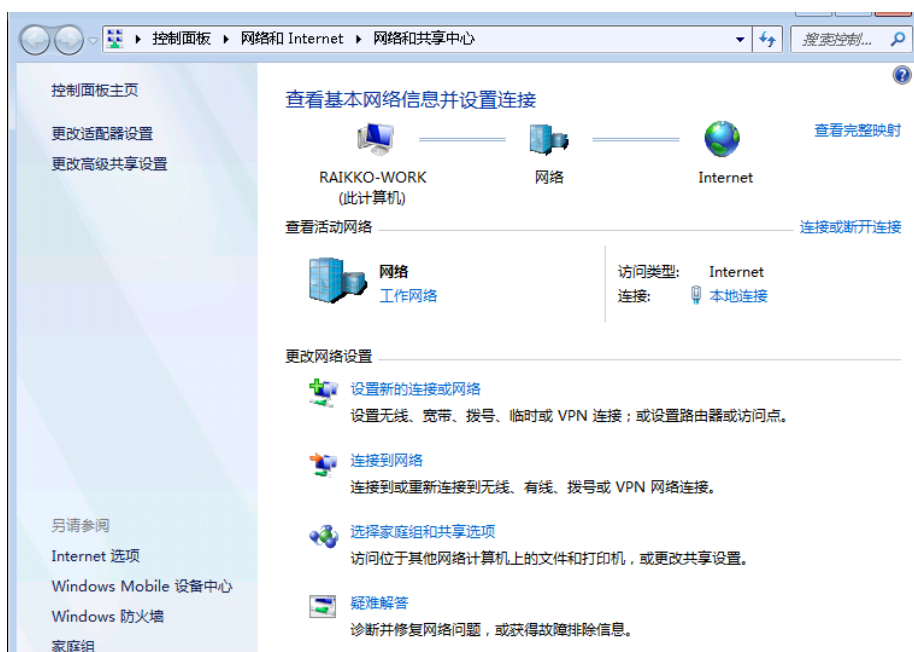 控制面板 ▸ 网络和 Internet ▸ 网络和共享中心
搜索控制...
控制面板主页
更改适配器设置
更改高级共享设置
查看基本网络信息并设置连接
查看完整映射
RAIKKO-WORK
(此计算机)
网络
Internet
查看活动网络
连接或断开连接
网络
工作网络
访问类型: Internet
连接: 本地连接
更改网络设置
设置新的连接或网络
设置无线、宽带、拨号、临时或 VPN 连接；或设置路由器或访问点。
连接到网络
连接到或重新连接到无线、有线、拨号或 VPN 网络连接。
选择家庭组和共享选项
访问位于其他网络计算机上的文件和打印机，或更改共享设置。
疑难解答
诊断并修复网络问题，或获得故障排除信息。
另请参阅
Internet 选项
Windows Mobile 设备中心
Windows 防火墙
家庭组